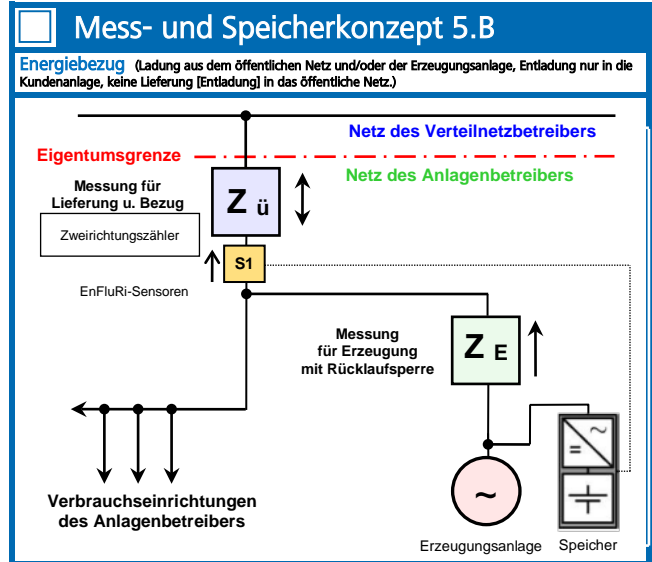 Mess- und Speicherkonzept 5.B
Energiebezug (Ladung aus dem öffentlichen Netz und/oder der Erzeugungsanlage, Entladung nur in die
Kundenanlage, keine Lieferung [Entladung] in das öffentliche Netz.)
Netz des Verteilnetzbetreibers
Eigentumsgrenze
Netz des Anlagenbetreibers
Messung für
Lieferung u. Bezug
Zweirichtungszähler
Z ü
S1
EnFluRi-Sensoren
Messung
für Erzeugung
mit Rücklaufsperre
Z E
Verbrauchseinrichtungen
des Anlagenbetreibers
~
~
=
Erzeugungsanlage
Speicher